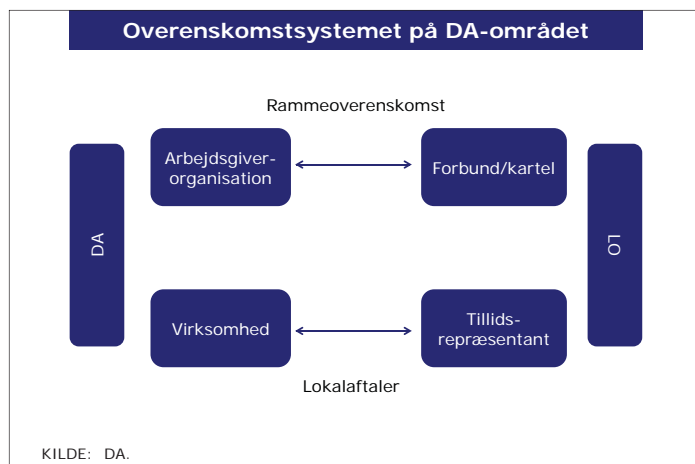 Overenskomstsystemet på DA-området
Rammeoverenskomst
Arbejdsgiver-
organisation
Forbund/kartel
DA
LO
Virksomhed
Tillids-
repræsentant
Lokalaftaler
KILDE: DA.